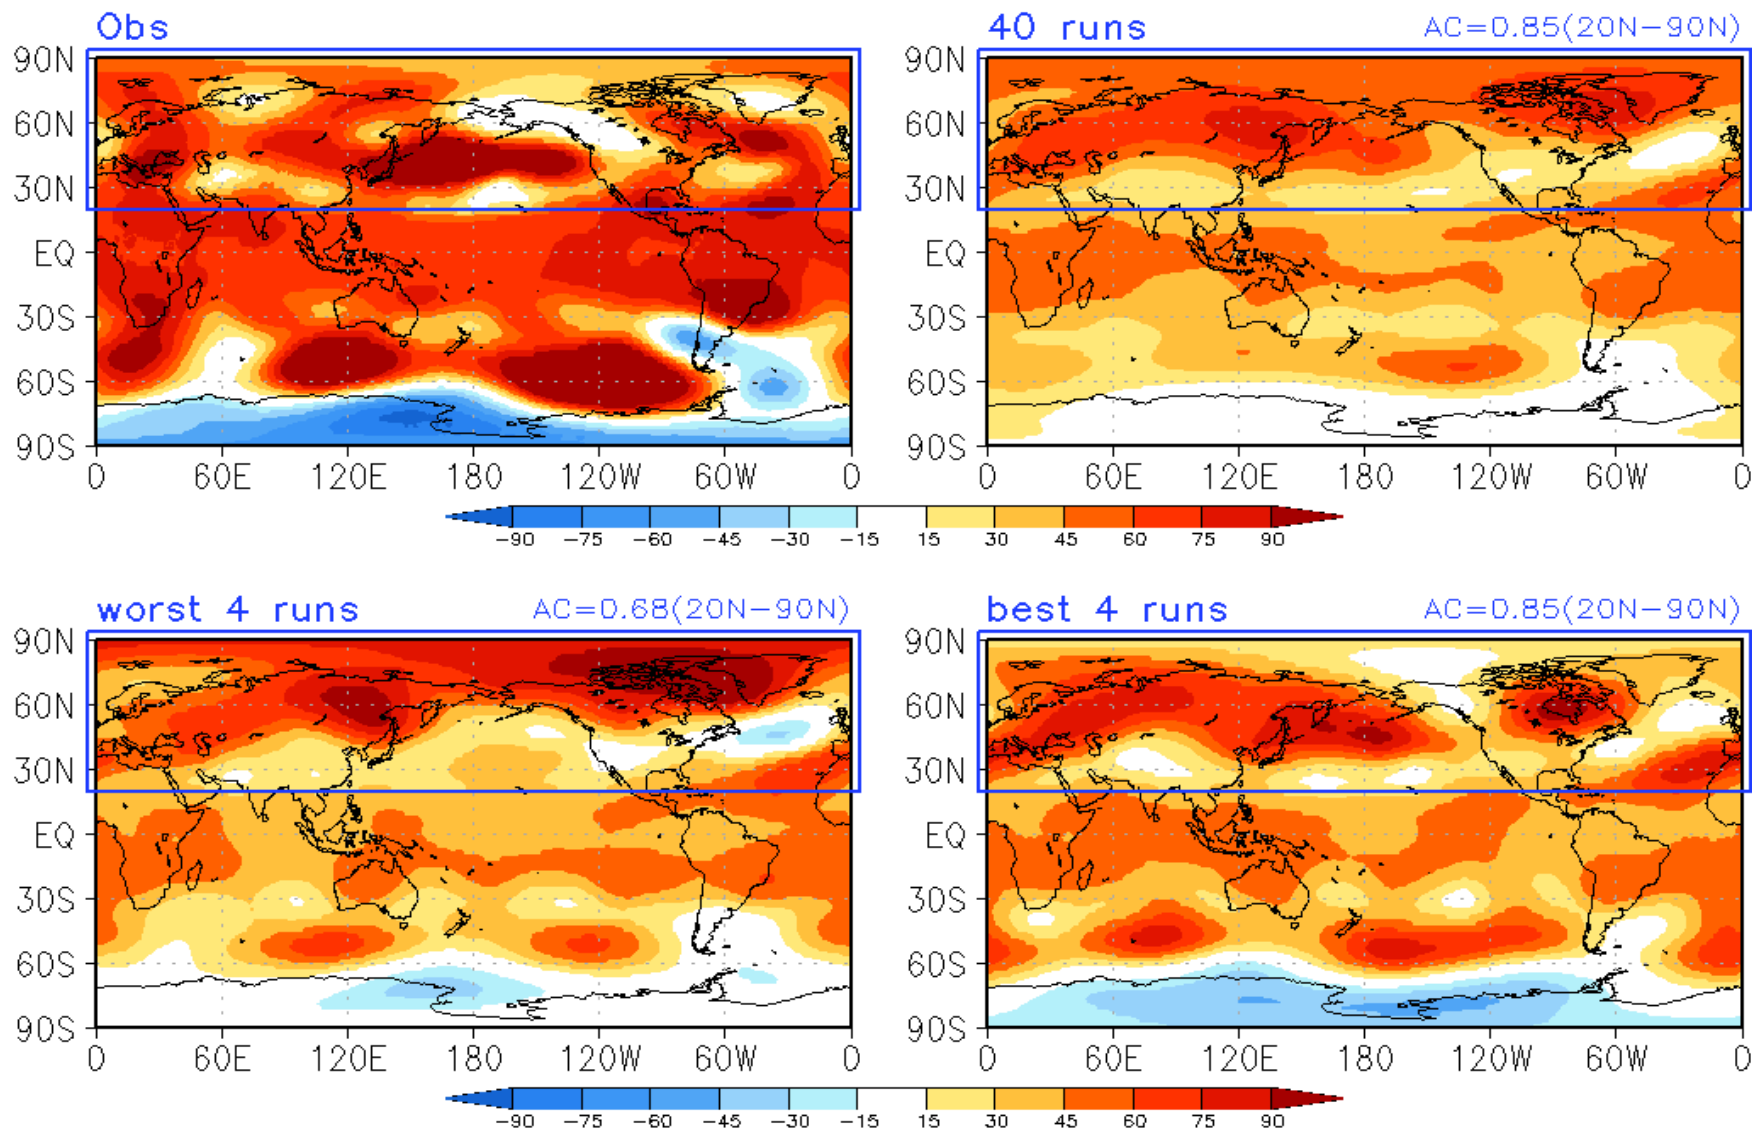 Obs
40 runs AC=0.85(20N−90N)
90N 90N
60N 60N
30N 30N
EQ EQ
30S 30S
60S 60S
90S 90S
0 60E 120E 180 120W 60W 0 0 60E 120E 180 120W 60W 0
−90 −75 −60 −45 −30 −15 15 30 45 60 75 90
worst 4 runs AC=0.68(20N−90N) best 4 runs AC=0.85(20N−90N)
90N 90N
60N 60N
30N 30N
EQ EQ
30S 30S
60S 60S
90S 90S
0 60E 120E 180 120W 60W 0 0 60E 120E 180 120W 60W 0
−90 −75 −60 −45 −30 −15 15 30 45 60 75 90